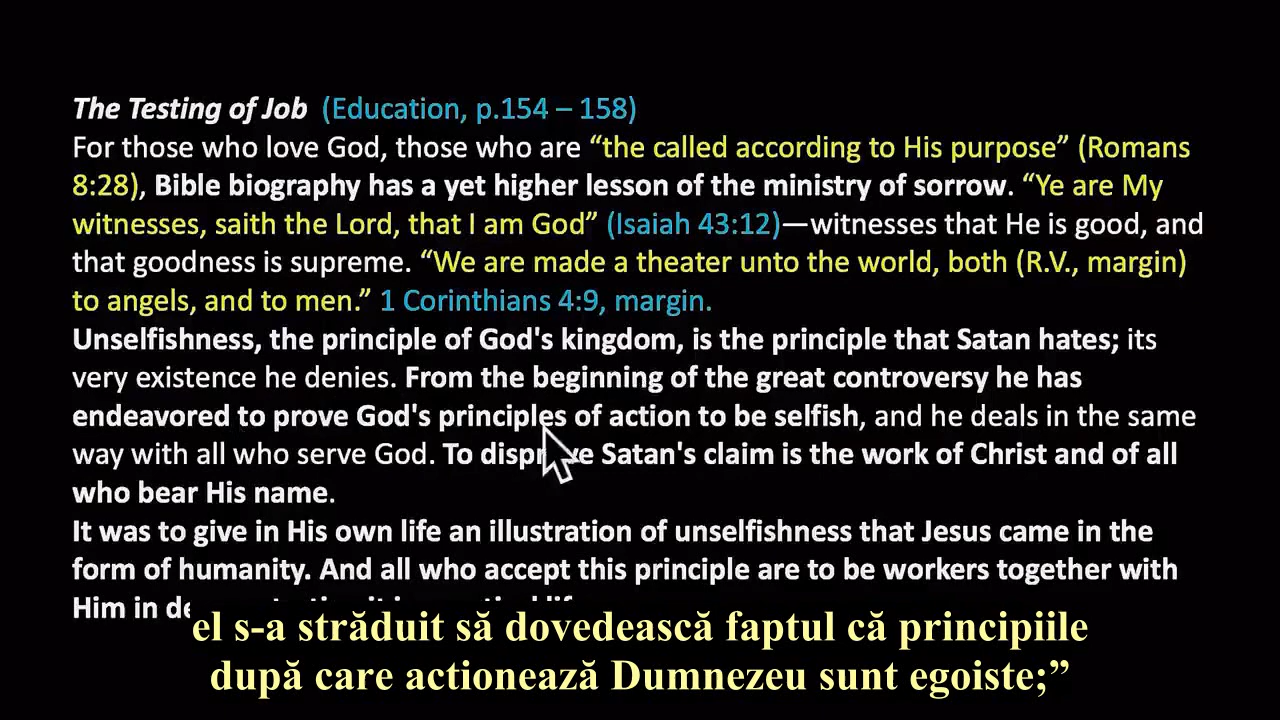 The Testing of Job (Education, p.154 – 158)
For those who love God, those who are “the called according to His purpose” (Romans
8:28), Bible biography has a yet higher lesson of the ministry of sorrow. “Ye are My
witnesses, saith the Lord, that I am God” (Isaiah 43:12)—witnesses that He is good, and
that goodness is supreme. “We are made a theater unto the world, both (R.V., margin)
to angels, and to men.” 1 Corinthians 4:9, margin.
Unselfishness, the principle of God's kingdom, is the principle that Satan hates; its
very existence he denies. From the beginning of the great controversy he has
endeavored to prove God's principles of action to be selfish, and he deals in the same
way with all who serve God. To disprove Satan's claim is the work of Christ and of all
who bear His name.
It was to give in His own life an illustration of unselfishness that Jesus came in the
form of humanity. And all who accept this principle are to be workers together with
Him in
el s-a străduit să dovedească faptul că principiile
după care actionează Dumnezeu sunt egoiste;”